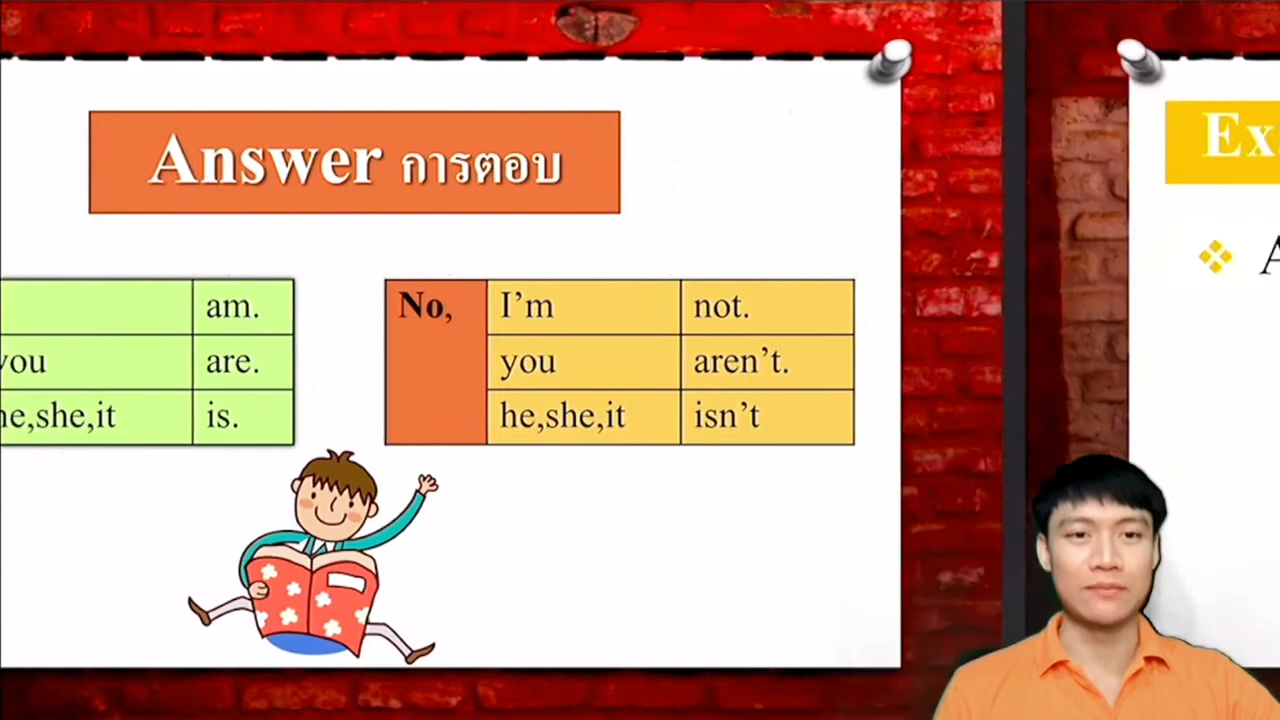 Answer การตอบ
am.
you are.
he,she,it is.
No, I’m not.
you aren’t.
he,she,it isn’t
Ex
A